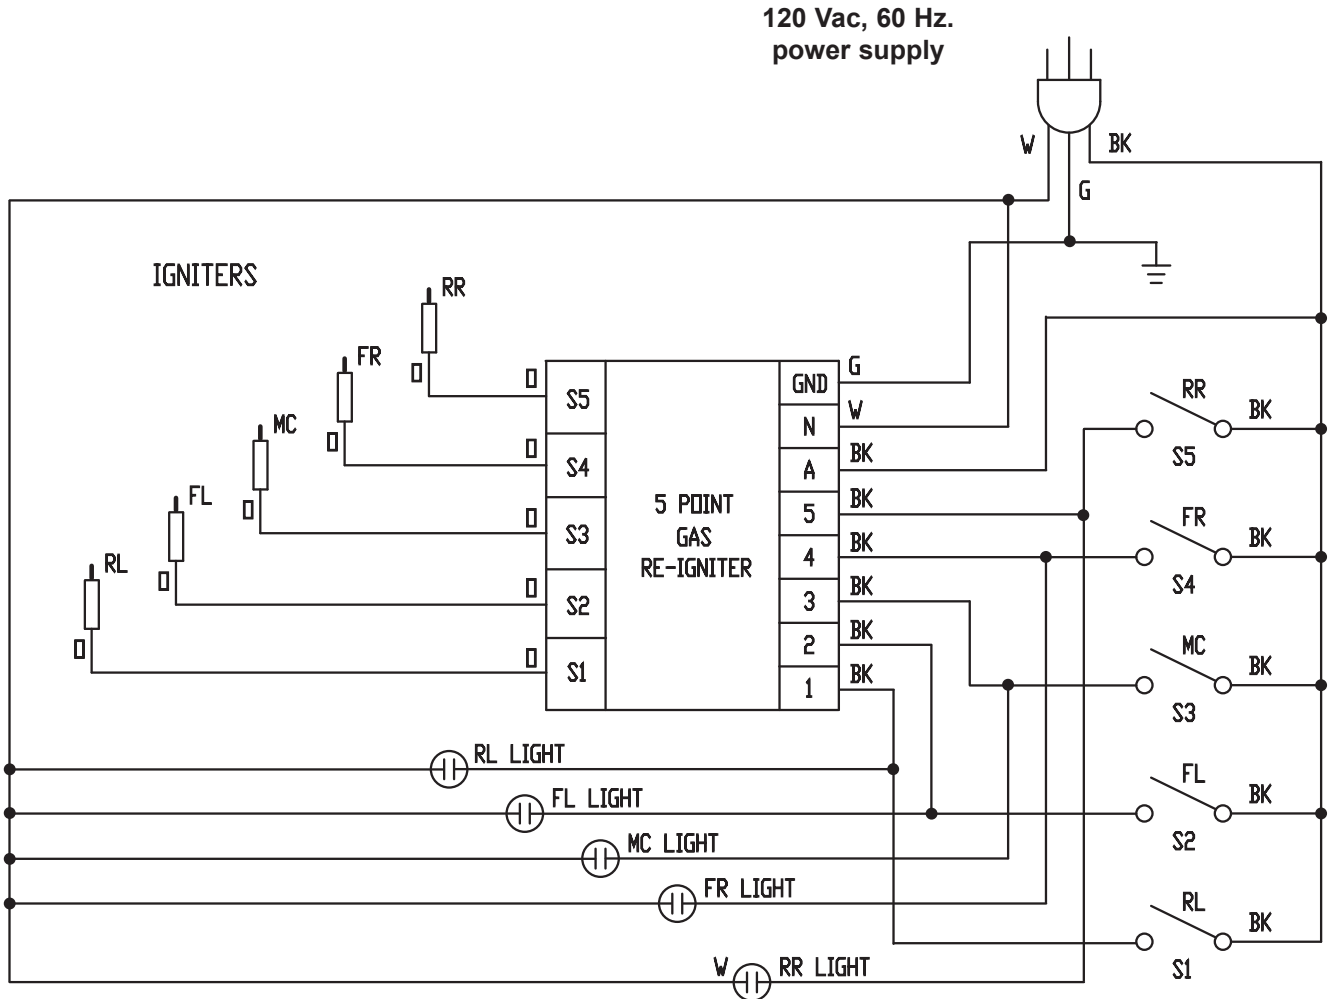 120 Vac, 60 Hz.
power supply
W
BK
G
IGNITERS
RR
FR
MC
FL
RL
S5
S4
S3
S2
S1
5 POINT
GAS
RE-IGNITER
GND
N
A
5
4
3
2
1
G
W
BK
BK
BK
BK
BK
BK
RR
BK
S5
FR
BK
S4
MC
BK
S3
FL
BK
S2
RL
BK
S1
RL LIGHT
FL LIGHT
MC LIGHT
FR LIGHT
W
RR LIGHT